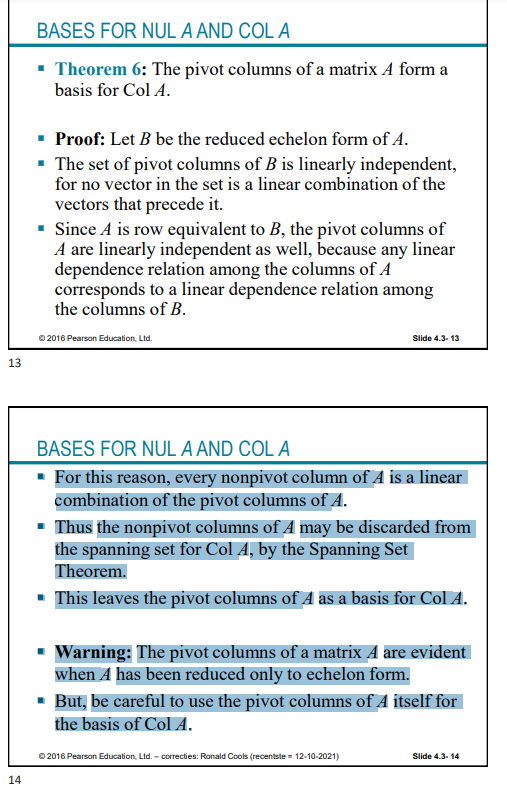 BASES FOR NUL A AND COL A
▪ Theorem 6: The pivot columns of a matrix A form a
basis for Col A.
▪ Proof: Let B be the reduced echelon form of A.
▪ The set of pivot columns of B is linearly independent,
for no vector in the set is a linear combination of the
vectors that precede it.
▪ Since A is row equivalent to B, the pivot columns of
A are linearly independent as well, because any linear
dependence relation among the columns of A
corresponds to a linear dependence relation among
the columns of B.
© 2016 Pearson Education, Ltd. Slide 4.3- 13
13
BASES FOR NUL A AND COL A
▪ For this reason, every nonpivot column of A is a linear
combination of the pivot columns of A.
▪ Thus the nonpivot columns of A may be discarded from
the spanning set for Col A, by the Spanning Set
Theorem.
▪ This leaves the pivot columns of A as a basis for Col A.
▪ Warning: The pivot columns of a matrix A are evident
when A has been reduced only to echelon form.
▪ But, be careful to use the pivot columns of A itself for
the basis of Col A.
© 2016 Pearson Education, Ltd. – correcties: Ronald Cools (recentste = 12-10-2021) Slide 4.3- 14
14